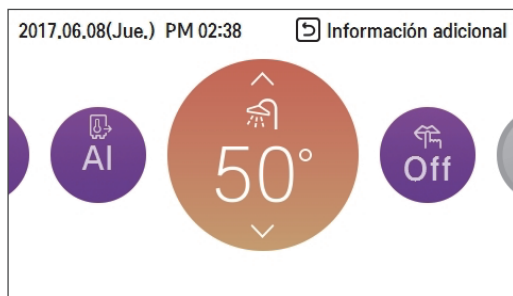 2017.06.08(Jue.) PM 02:38
Información adicional
AI
50°
Off